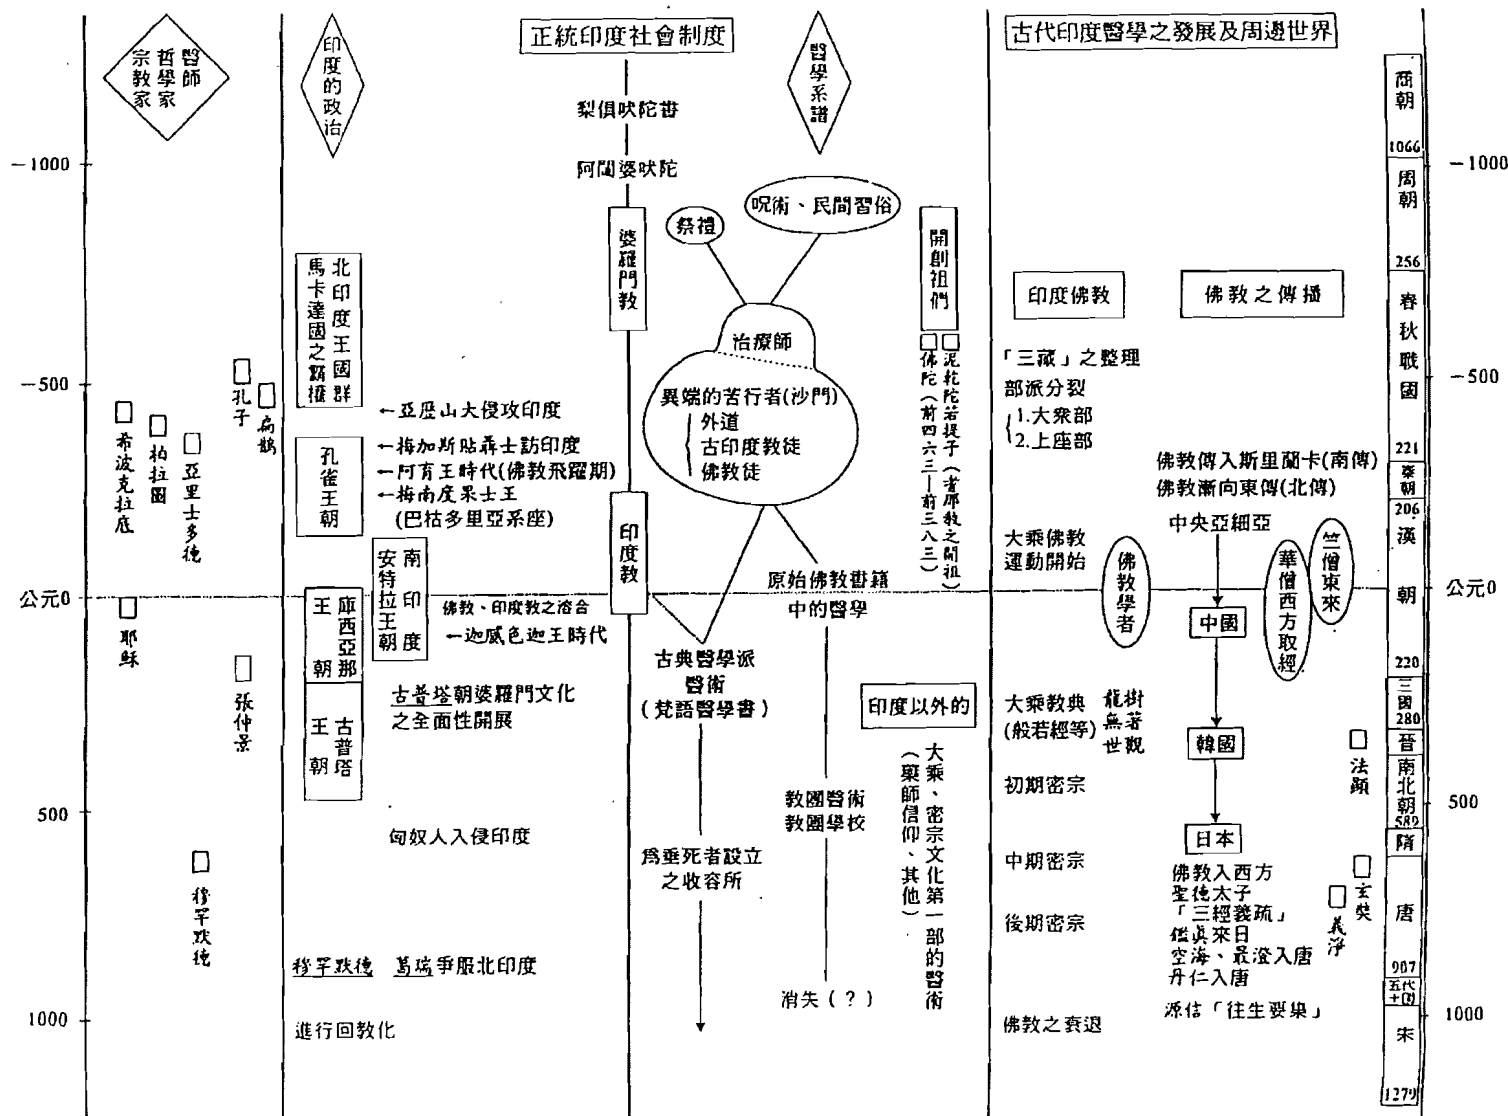 醫師
哲學家
宗教家
印度的政治
正統印度社會制度
醫學系譜
古代印度醫學之發展及周邊世界
梨俱吠陀書
阿闥婆吠陀
婆羅門教
印度教
祭禮
呪術、民間習俗
治療師
異端的苦行者(沙門)
外道
古印度教徒
佛教徒
開創祖們
泥乾陀若提子(耆那教之開祖)
佛陀(前四六三—前三八三)
原始佛教書籍
中的醫學
古典醫學派
醫術
(梵語醫學書)
印度以外的
大乘、密宗文化第一部的醫術
(藥師信仰、其他)
教團醫術
教團學校
為垂死者設立
之收容所
消失(?)
-1000
-500
公元0
500
1000
孔子
扁鵲
希波克拉底
柏拉圖
亞里士多德
耶穌
張仲景
穆罕默德
北印度王國群
馬卡達國之霸權
←亞歷山大侵攻印度
孔雀王朝
←梅加斯貼聶士訪印度
←阿育王時代(佛教飛躍期)
←梅南度果士王
(巴枯多里亞系座)
南印度
安特拉王朝
庫西亞那
王朝
佛教、印度教之溶合
←迦威色迦王時代
古普塔
王朝
古普塔朝婆羅門文化
之全面性開展
匈奴人入侵印度
穆罕默德 葛瑞爭服北印度
進行回教化
印度佛教
佛教之傳播
「三藏」之整理
部派分裂
1.大衆部
2.上座部
佛教傳入斯里蘭卡(南傳)
佛教漸向東傳(北傳)
中央亞細亞
大乘佛教
運動開始
佛教學者
中國
華僧西方取經
竺僧東來
大乘教典
(般若經等)
龍樹
無著
世觀
韓國
初期密宗
日本
中期密宗
後期密宗
佛教入西方
聖德太子
「三經義疏」
鑑眞來日
空海、最澄入唐
丹仁入唐
源信「往生要集」
佛教之衰退
法顯
玄奘
義淨
商朝
1066
周朝
256
春秋戰國
221
秦朝
206
漢朝
220
三國
280
晉
南北朝
589
隋
唐
907
五代
十國
宋
1279
-1000
-500
公元0
500
1000